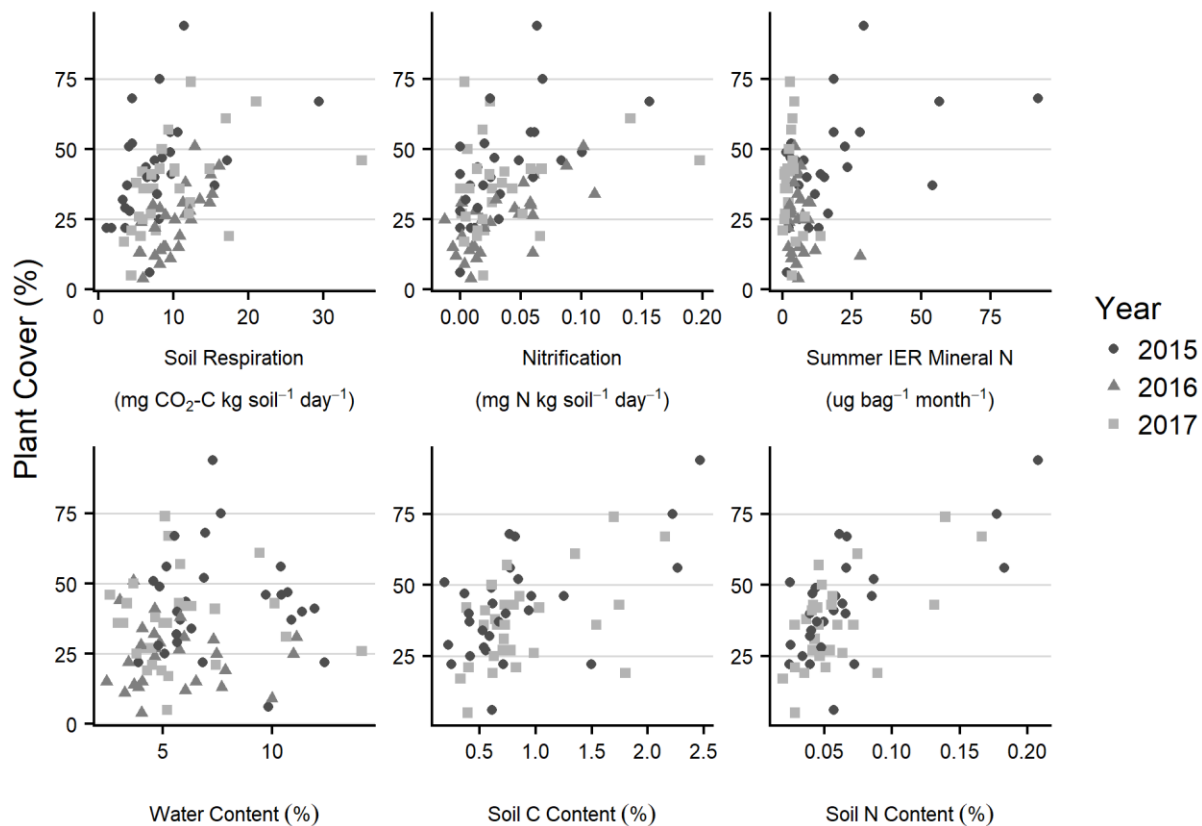 Plant Cover (%)
75
50
25
0
0 10 20 30
Soil Respiration
(mg CO₂-C kg soil⁻¹ day⁻¹)
75
50
25
0
0.00 0.05 0.10 0.15 0.20
Nitrification
(mg N kg soil⁻¹ day⁻¹)
75
50
25
0
0 25 50 75
Summer IER Mineral N
(ug bag⁻¹ month⁻¹)
Year
2015
2016
2017
75
50
25
0
5 10
Water Content (%)
75
50
25
0.5 1.0 1.5 2.0 2.5
Soil C Content (%)
75
50
25
0.05 0.10 0.15 0.20
Soil N Content (%)